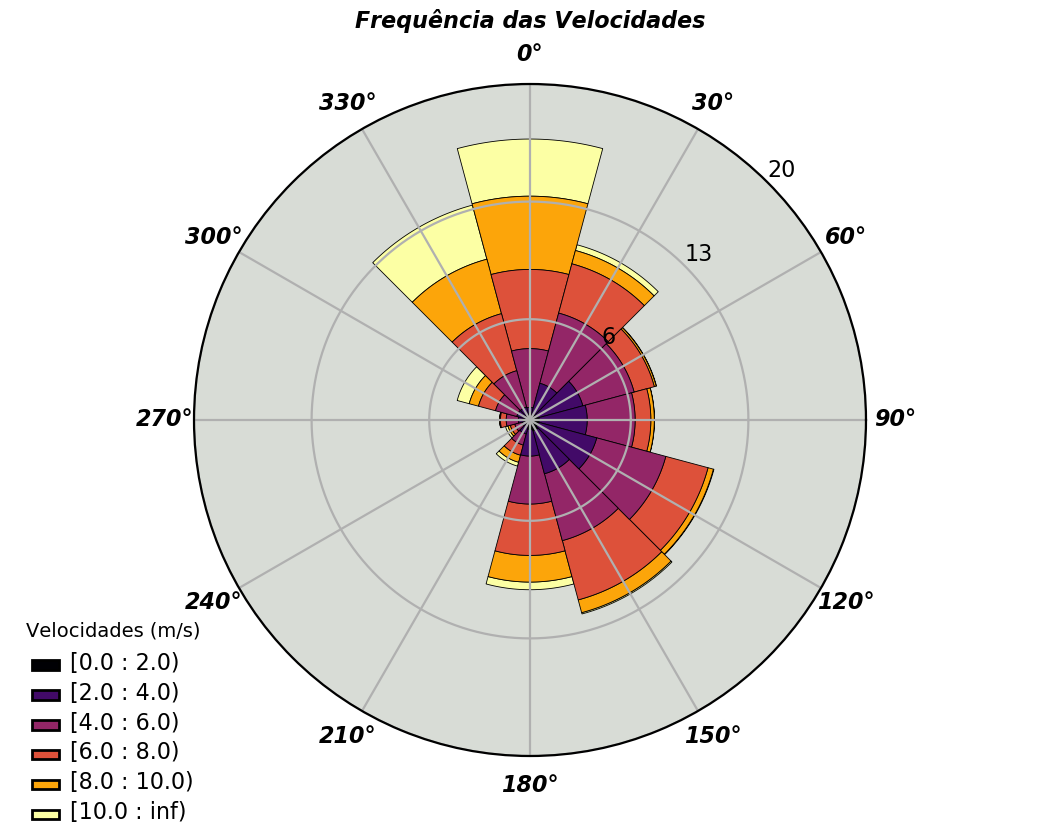 Frequência das Velocidades
0°
330°
30°
20
300°
60°
13
6
270°
90°
240°
120°
210°
150°
180°
Velocidades (m/s)
[0.0 : 2.0)
[2.0 : 4.0)
[4.0 : 6.0)
[6.0 : 8.0)
[8.0 : 10.0)
[10.0 : inf)